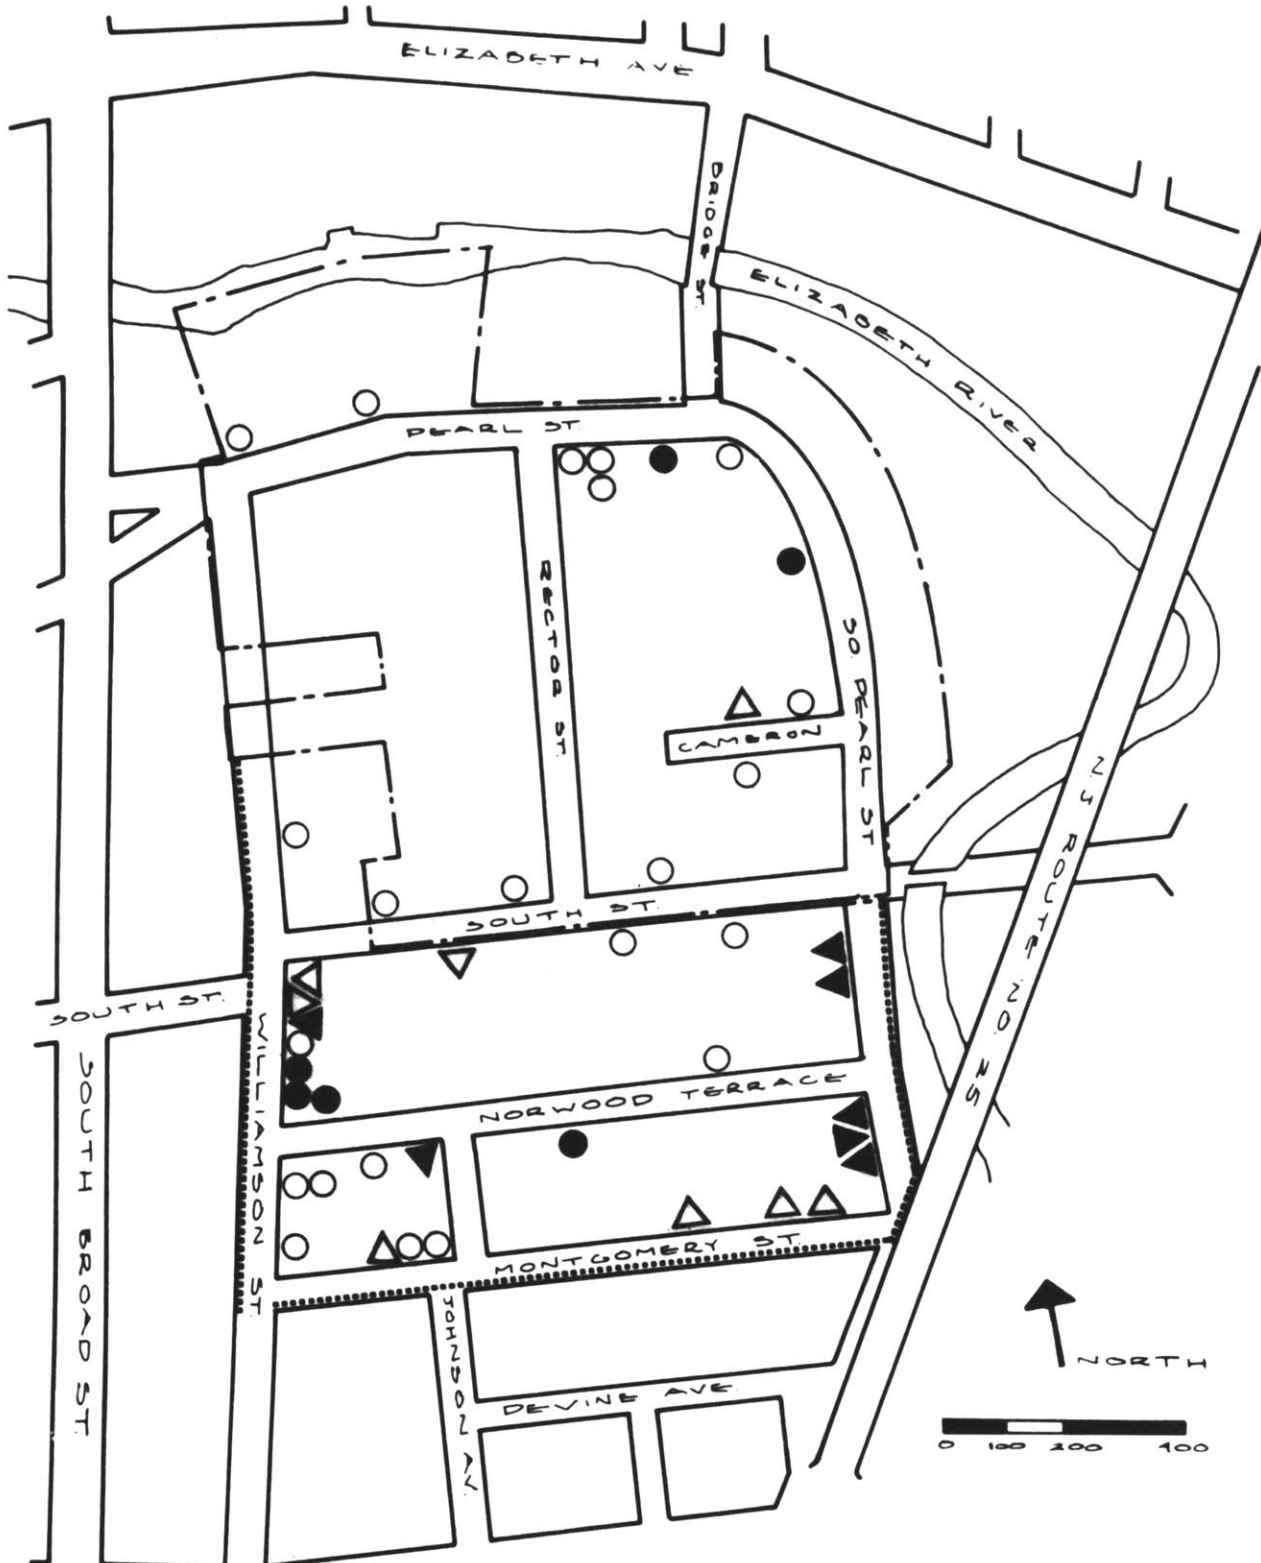 ELIZABETH AVE
BRIDGE ST.
ELIZABETH RIVER
PEARL ST.
RECTOR ST.
SO. PEARL ST
CAMERON
N.J ROUTE NO. 25
SOUTH ST.
SOUTH ST.
WILLIAMSON ST.
SOUTH BROAD ST.
NORWOOD TERRACE
MONTGOMERY ST.
JOHNSON AV.
DEVINE AVE.
NORTH
0 100 200 400